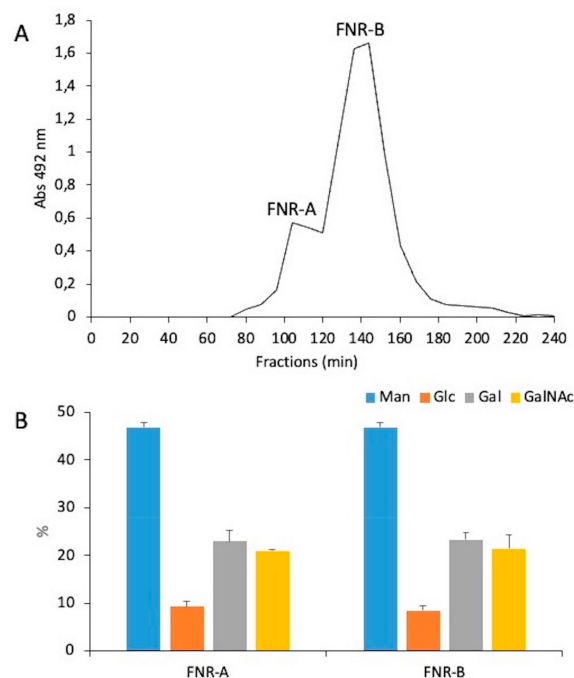 A
FNR-B
1,8
1,6
1,4
1,2
1
0,8
0,6
0,4
0,2
0
Abs 492 nm
FNR-A
0 20 40 60 80 100 120 140 160 180 200 220 240
Fractions (min)
Man Glc Gal GalNAc
B
50
40
30
20
10
0
%
FNR-A FNR-B